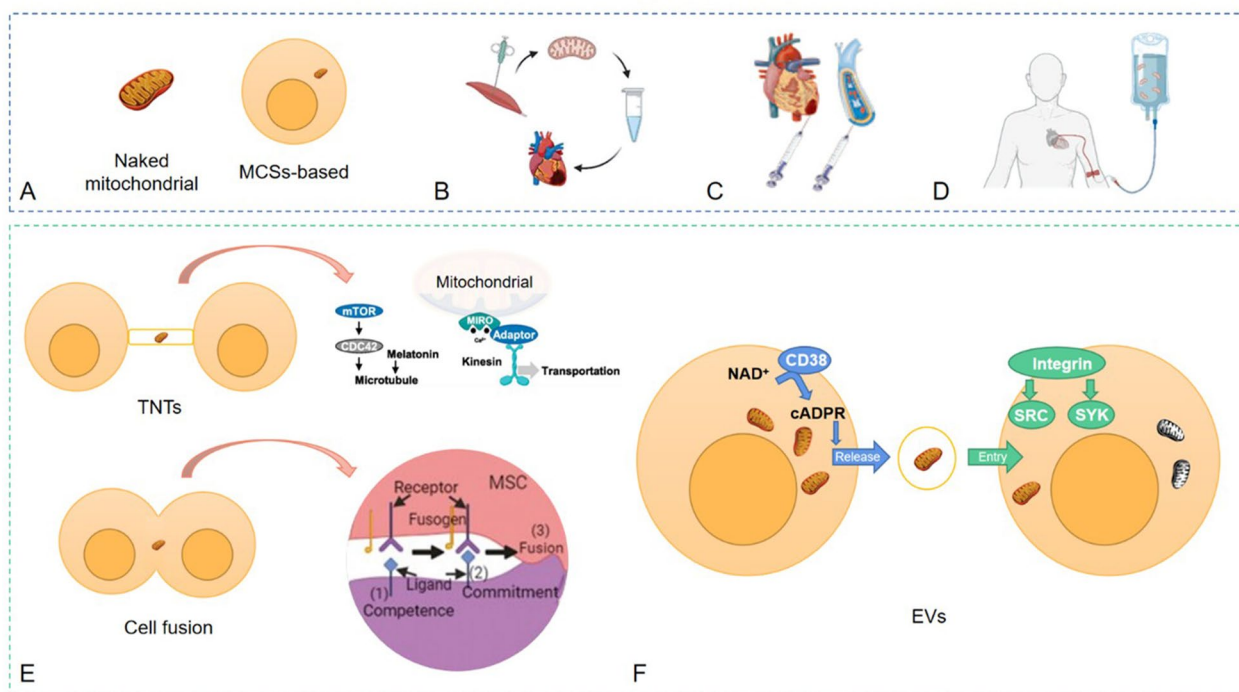 Naked
mitochondrial
MCSs-based
A
B
C
D
mTOR
CDC42
Melatonin
Microtubule
Mitochondrial
MIRO
Ca²⁺
Adaptor
Kinesin
Transportation
TNTs
Receptor
MSC
Fusogen
(3)
Fusion
Ligand
(2)
(1)
Commitment
Competence
Cell fusion
E
CD38
NAD⁺
cADPR
Release
Entry
Integrin
SRC
SYK
EVs
F